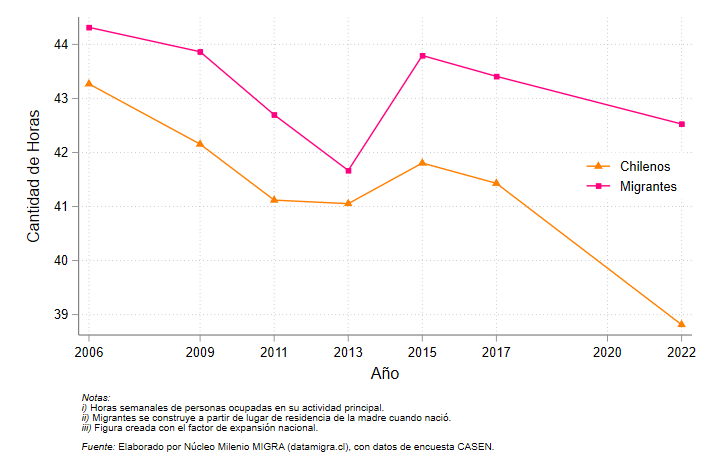 44
43
42
41
40
39
Cantidad de Horas
Chilenos
Migrantes
2006 2009 2011 2013 2015 2017 2020 2022
Año
Notas:
i) Horas semanales de personas ocupadas en su actividad principal.
ii) Migrantes se construye a partir de lugar de residencia de la madre cuando nació.
iii) Figura creada con el factor de expansión nacional.
Fuente: Elaborado por Núcleo Milenio MIGRA (datamigra.cl), con datos de encuesta CASEN.